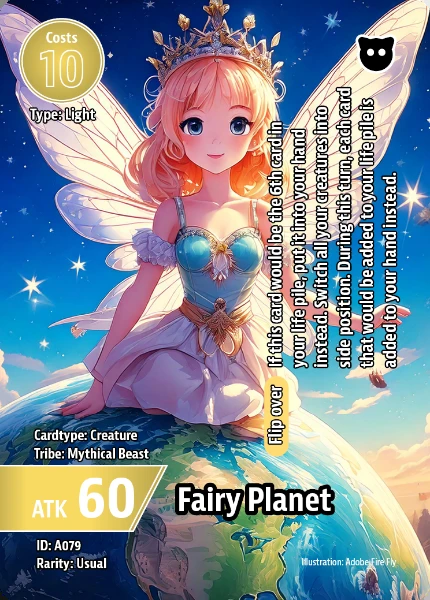 Costs
10
Type: Light
Flip over
If this card would be the 6th card in
your life pile, put it into your hand
instead. Switch all your creatures into
side position. During this turn, each card
that would be added to your life pile is
added to your hand instead.
Cardtype: Creature
Tribe: Mythical Beast
ATK 60
Fairy Planet
ID: A079
Rarity: Usual
Illustration: Adobe Fire Fly